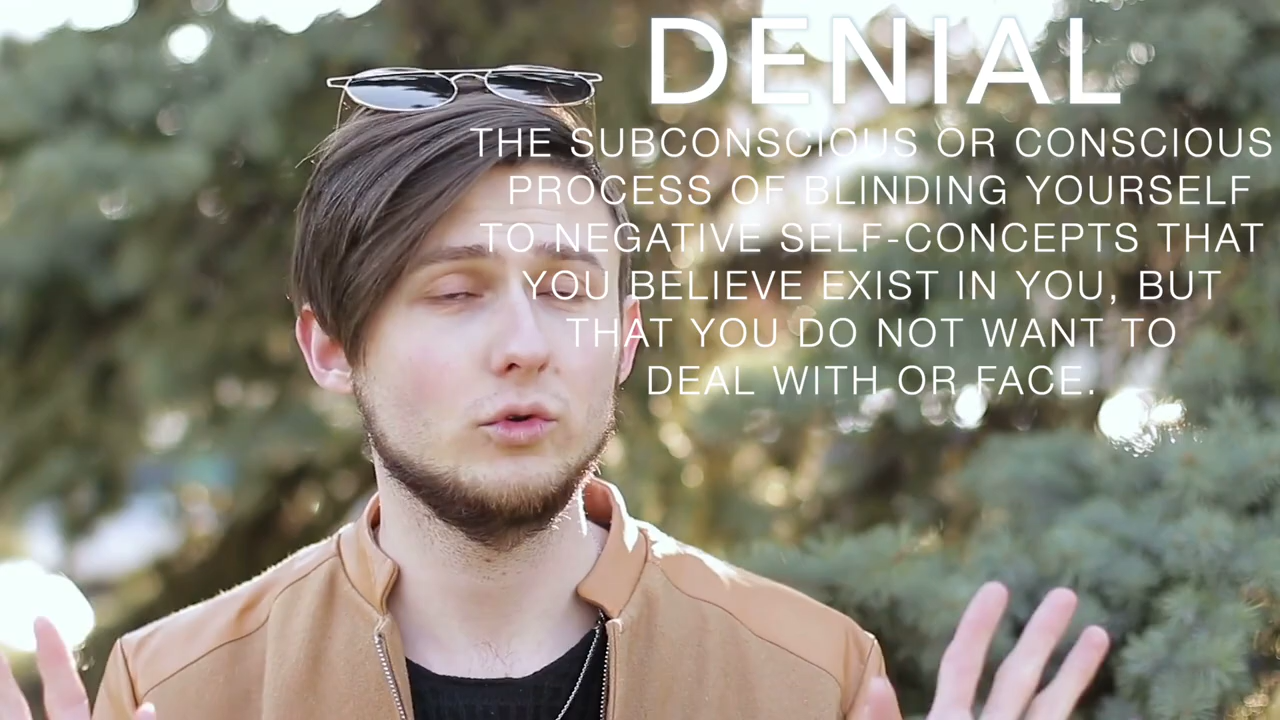 DENIAL
THE SUBCONSCIOUS OR CONSCIOUS
PROCESS OF BLINDING YOURSELF
TO NEGATIVE SELF-CONCEPTS THAT
YOU BELIEVE EXIST IN YOU, BUT
THAT YOU DO NOT WANT TO
DEAL WITH OR FACE.